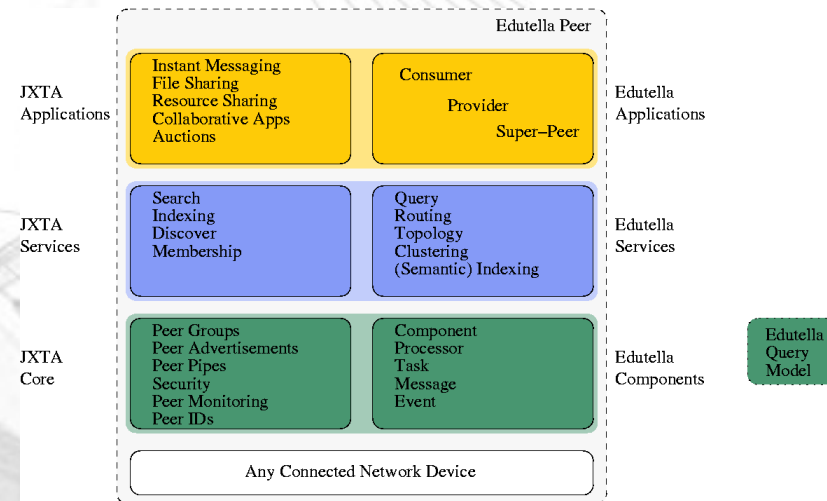 Edutella Peer
JXTA
Applications
Instant Messaging
File Sharing
Resource Sharing
Collaborative Apps
Auctions
Consumer
Provider
Super–Peer
Edutella
Applications
JXTA
Services
Search
Indexing
Discover
Membership
Query
Routing
Topology
Clustering
(Semantic) Indexing
Edutella
Services
JXTA
Core
Peer Groups
Peer Advertisements
Peer Pipes
Security
Peer Monitoring
Peer IDs
Component
Processor
Task
Message
Event
Edutella
Components
Edutella
Query
Model
Any Connected Network Device